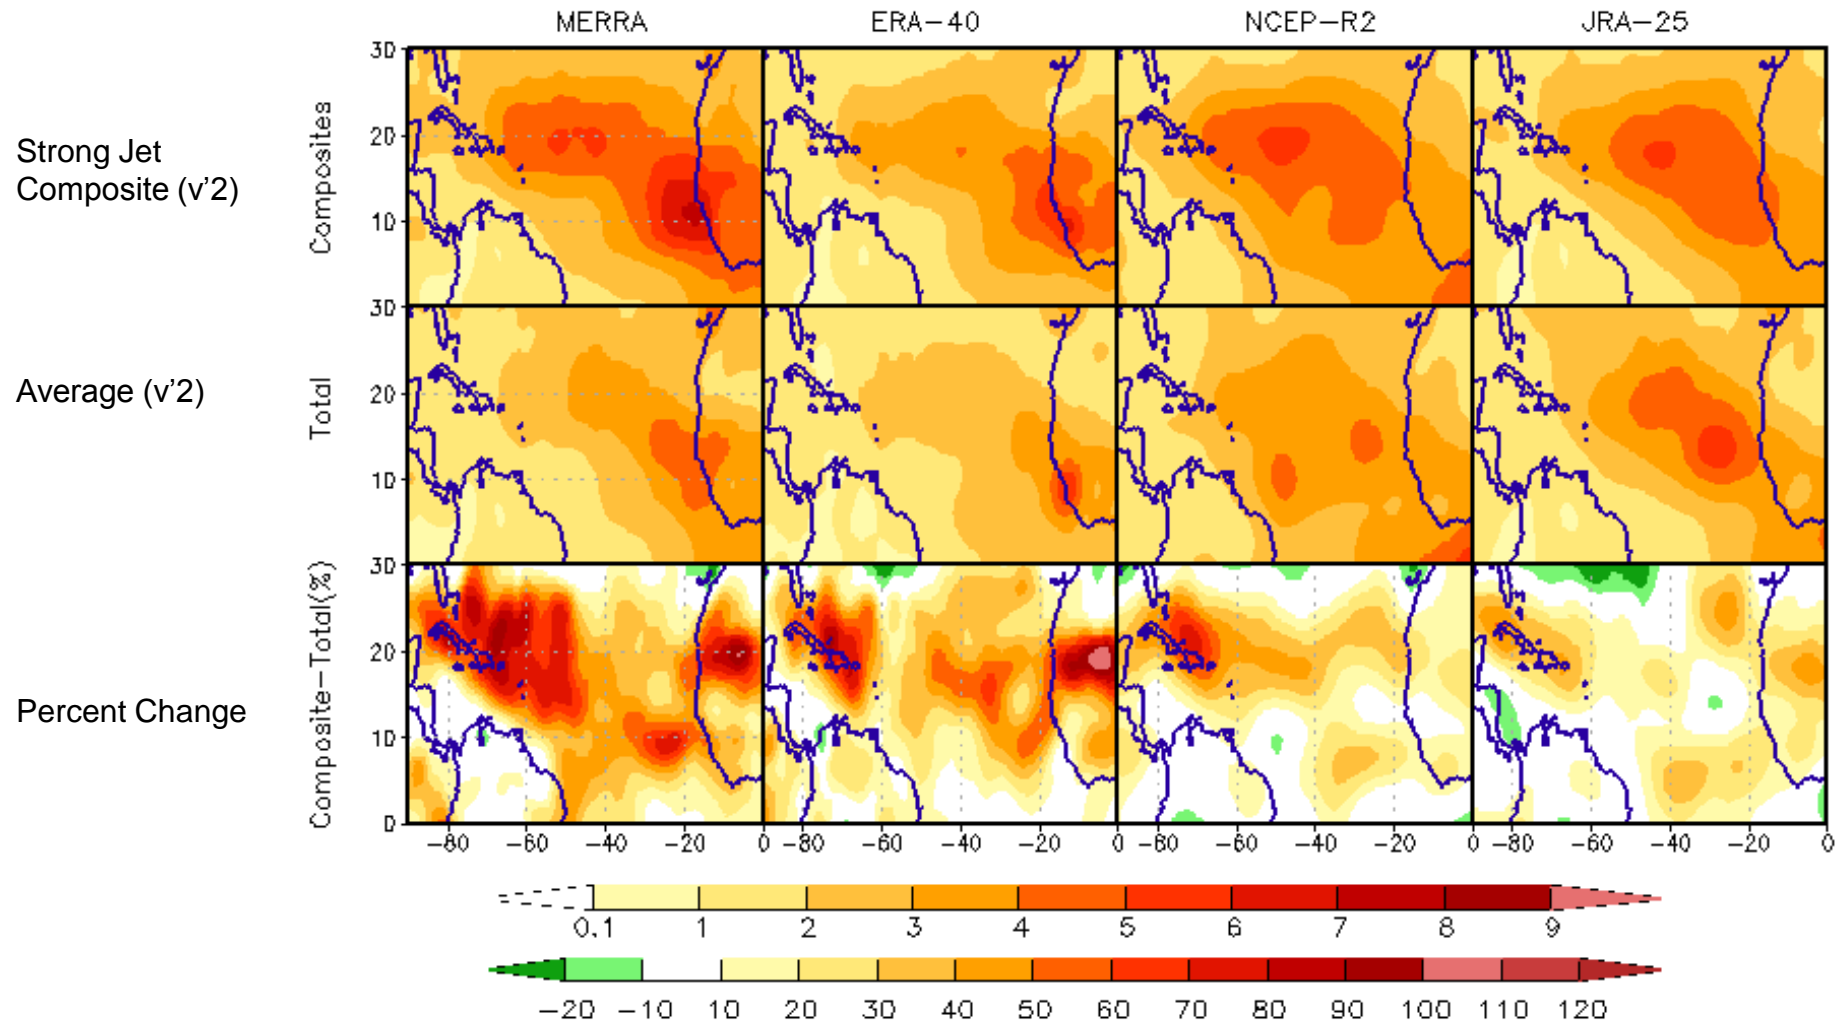 MERRA ERA-40 NCEP-R2 JRA-25
Strong Jet
Composite (v'2)
Composites
30
20
10
Average (v'2)
Total
30
20
10
Percent Change
Composite-Total(%)
30
20
10
0
-80 -60 -40 -20 0 -80 -60 -40 -20 0 -80 -60 -40 -20 0 -80 -60 -40 -20 0
0.1 1 2 3 4 5 6 7 8 9
-20 -10 10 20 30 40 50 60 70 80 90 100 110 120